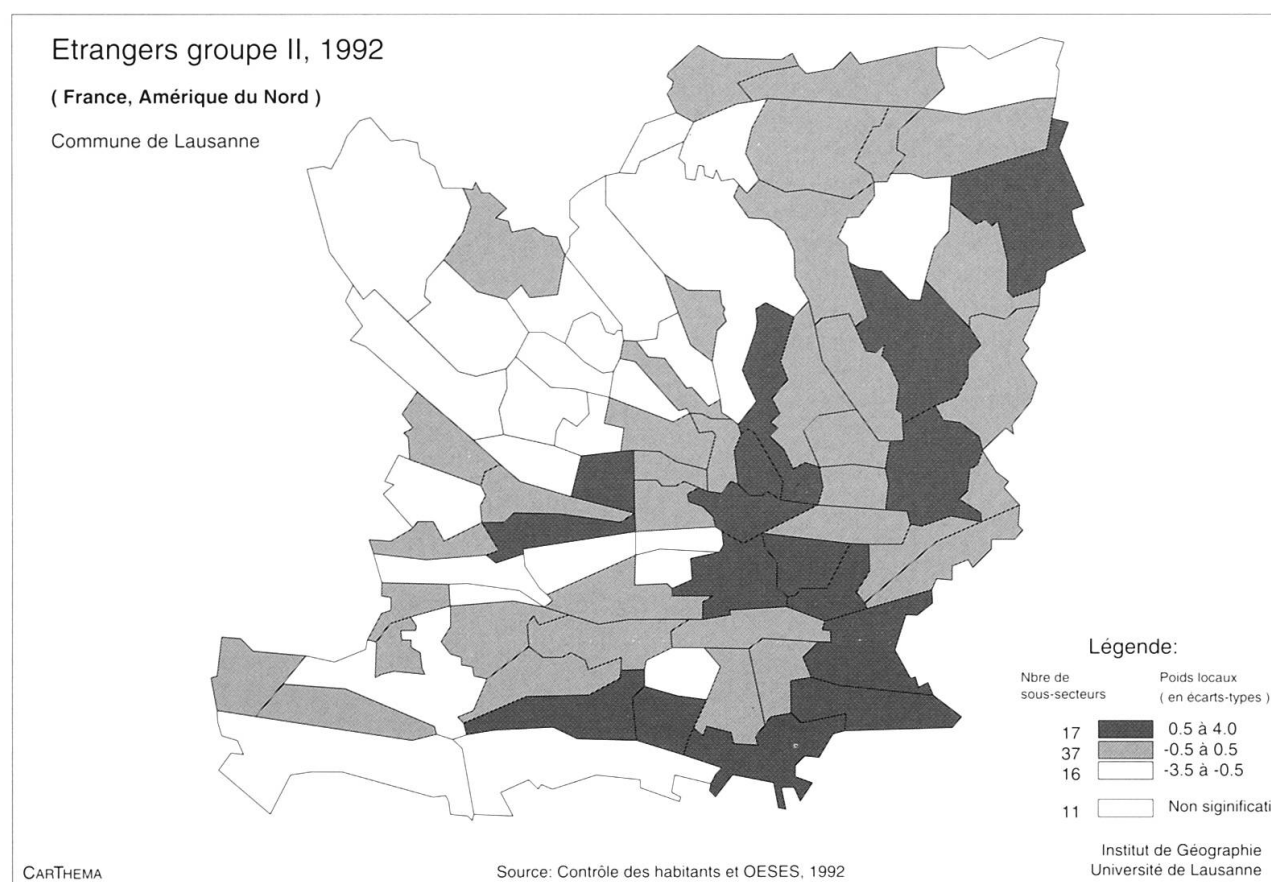 Etrangers groupe II, 1992
( France, Amérique du Nord )
Commune de Lausanne
Légende:
Nbre de
sous-secteurs
Poids locaux
( en écarts-types )
17 0.5 à 4.0
37 -0.5 à 0.5
16 -3.5 à -0.5
11 Non siginificati
CARTHEMA
Source: Contrôle des habitants et OESES, 1992
Institut de Géographie
Université de Lausanne